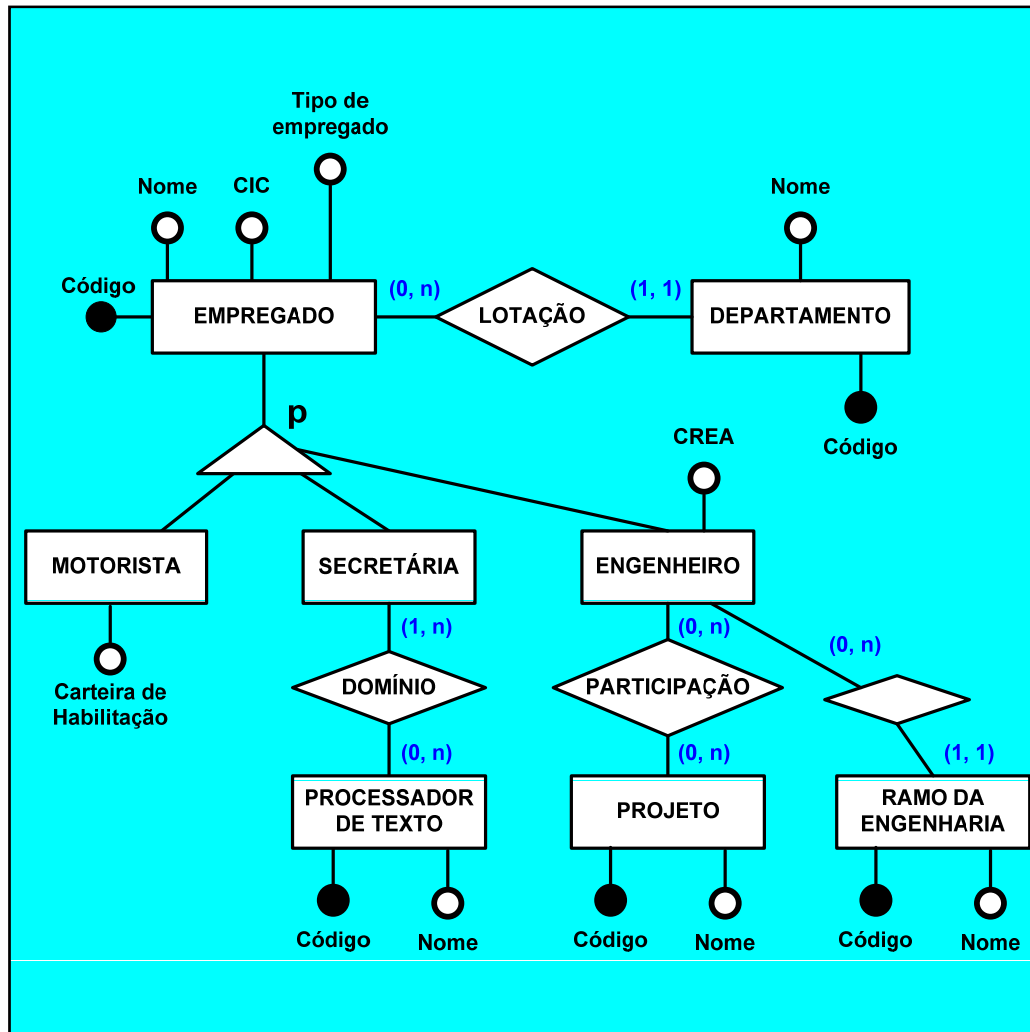 Tipo de
empregado
Nome
CIC
Nome
Código
EMPREGADO
(0, n)
LOTAÇÃO
(1, 1)
DEPARTAMENTO
p
Código
CREA
MOTORISTA
SECRETÁRIA
ENGENHEIRO
(1, n)
(0, n)
(0, n)
Carteira de
Habilitação
DOMÍNIO
PARTICIPAÇÃO
(0, n)
(0, n)
(1, 1)
PROCESSADOR
DE TEXTO
PROJETO
RAMO DA
ENGENHARIA
Código
Nome
Código
Nome
Código
Nome